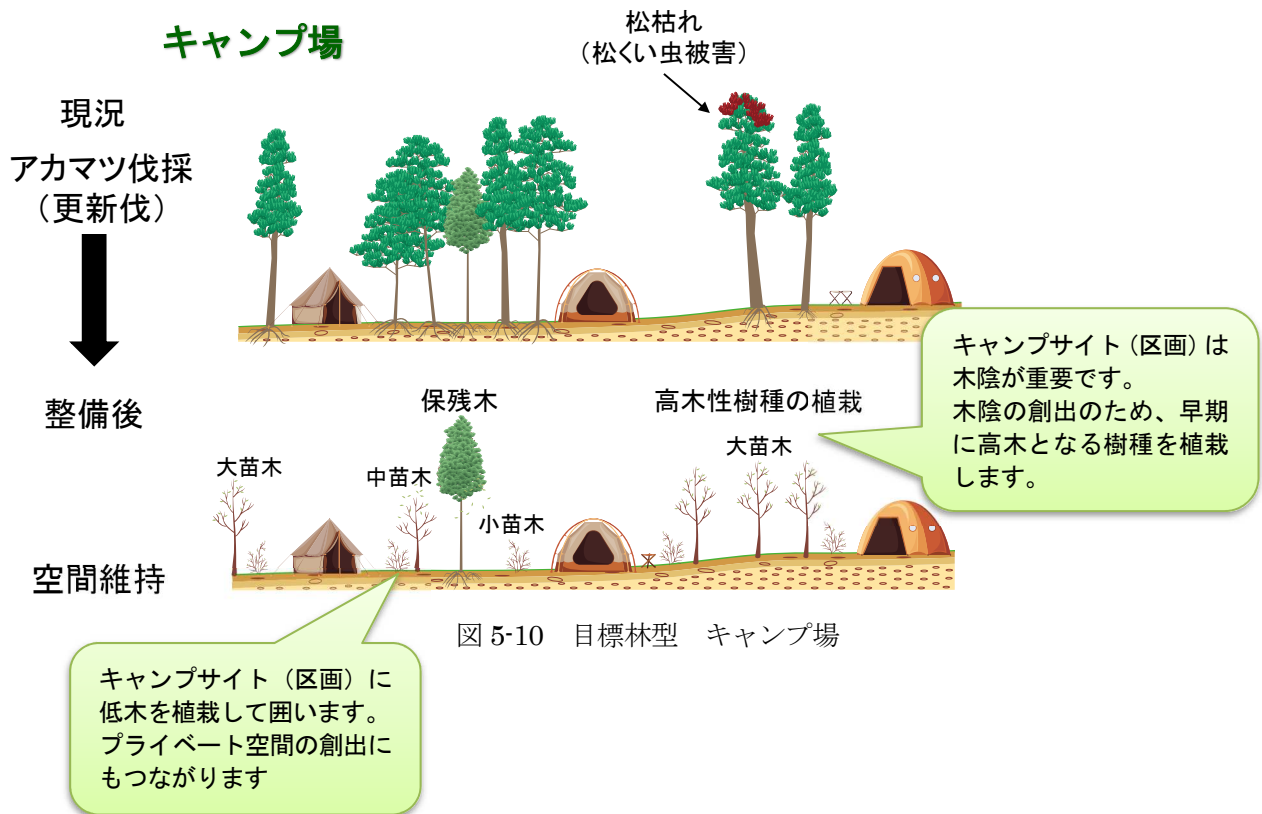 キャンプ場
松枯れ
（松くい虫被害）
現況
アカマツ伐採
（更新伐）
キャンプサイト（区画）は
木陰が重要です。
木陰の創出のため、早期
に高木となる樹種を植栽
します。
整備後
保残木
高木性樹種の植栽
大苗木
中苗木
大苗木
小苗木
空間維持
図 5-10　目標林型　キャンプ場
キャンプサイト（区画）に
低木を植栽して囲います。
プライベート空間の創出に
もつながります